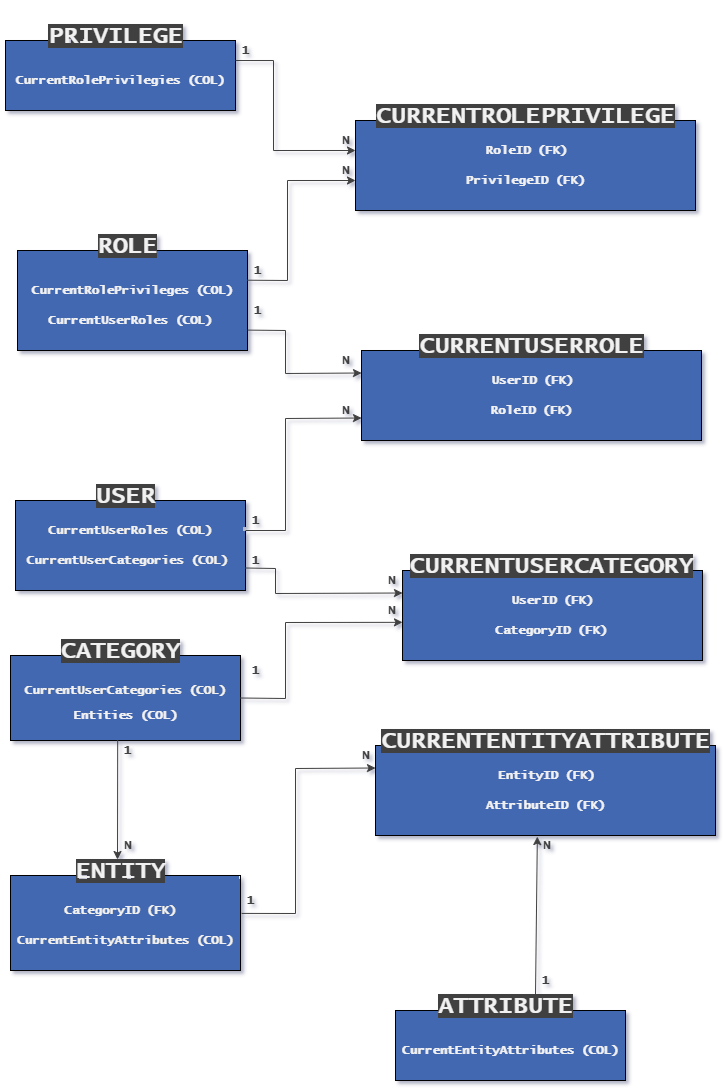 PRIVILEGE
CurrentRolePrivilegies (COL)
1
CURRENTROLEPRIVILEGE
N
RoleID (FK)
N
PrivilegeID (FK)
ROLE
1
CurrentRolePrivileges (COL)
1
CurrentUserRoles (COL)
CURRENTUSERROLE
N
UserID (FK)
N
RoleID (FK)
USER
1
CurrentUserRoles (COL)
1
CurrentUserCategories (COL)
CURRENTUSERCATEGORY
N
UserID (FK)
N
CategoryID (FK)
CATEGORY
1
CurrentUserCategories (COL)
Entities (COL)
1
CURRENTENTITYATTRIBUTE
N
EntityID (FK)
AttributeID (FK)
N
N
ENTITY
1
CategoryID (FK)
CurrentEntityAttributes (COL)
1
ATTRIBUTE
CurrentEntityAttributes (COL)